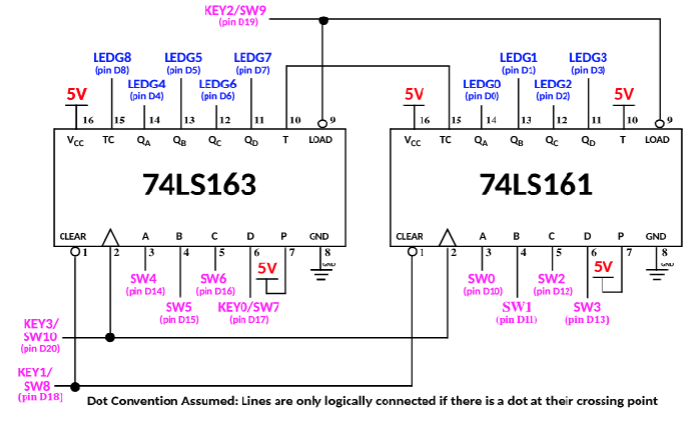 KEY2/SW9
(pin D19)
LEDG8 LEDG5 LEDG7 LEDG1 LEDG3
(pin D8) (pin D5) (pin D7) (pin D1) (pin D3)
5V LEDG4 LEDG6 5V LEDG0 LEDG2 5V
(pin D4) (pin D6) (pin D0) (pin D2)
16 15 14 13 12 11 10 9 16 15 14 13 12 11 10 9
VCC TC QA QB QC QD T LOAD VCC TC QA QB QC QD T LOAD
74LS163 74LS161
CLEAR A B C D P GND CLEAR A B C D P GND
1 2 3 4 5 6 7 8 1 2 3 4 5 6 7 8
SW4 SW6 5V GND SW0 SW2 5V GND
(pin D14) (pin D16) (pin D10) (pin D12)
SW5 KEY0/SW7 SW1 SW3
(pin D15) (pin D17) (pin D11) (pin D13)
KEY3/
SW10
(pin D20)
KEY1/
SW8
(pin D18]
Dot Convention Assumed: Lines are only logically connected if there is a dot at their crossing point